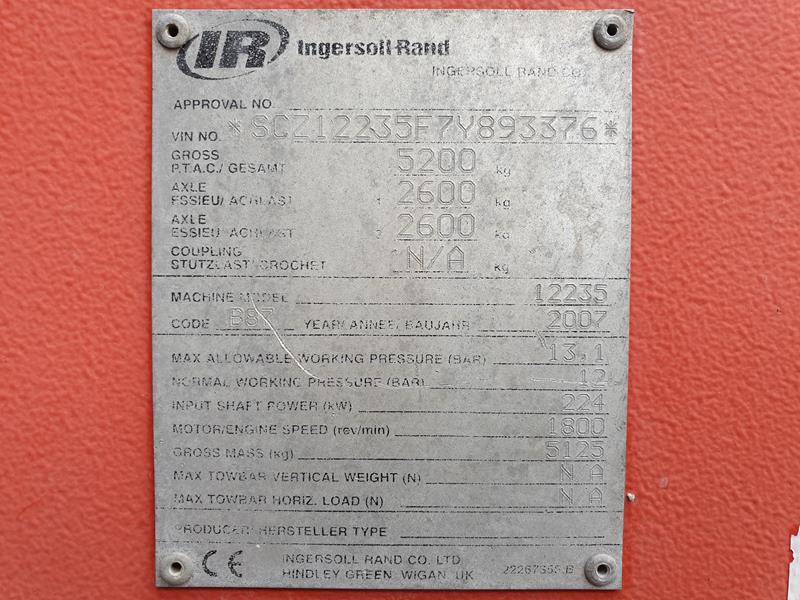 IR Ingersoll-Rand
INGERSOLL RAND CO.
APPROVAL NO.
VIN NO. *SCZ12235F7Y893376*
GROSS 5200 kg
P.T.A.C./ GESAMT
AXLE
ESSIEU/ ACHLAST 1 2600 kg
AXLE
ESSIEU/ ACHLAST 2 2600 kg
COUPLING N/A
STUTZLAST/ CROCHET kg
MACHINE MODEL 12235
CODE YEAR/ ANNEE/ BAUJAHR 2007
MAX ALLOWABLE WORKING PRESSURE (BAR) 13.1
NORMAL WORKING PRESSURE (BAR) 12
INPUT SHAFT POWER (kW) 224
MOTOR/ENGINE SPEED (rev/min) 1800
GROSS MASS (kg) 5125
MAX TOWBAR VERTICAL WEIGHT (N) N A
MAX TOWBAR HORIZ. LOAD (N) N A
PRODUCER/HERSTELLER TYPE
CE INGERSOLL RAND CO. LTD
HINDLEY GREEN, WIGAN, UK